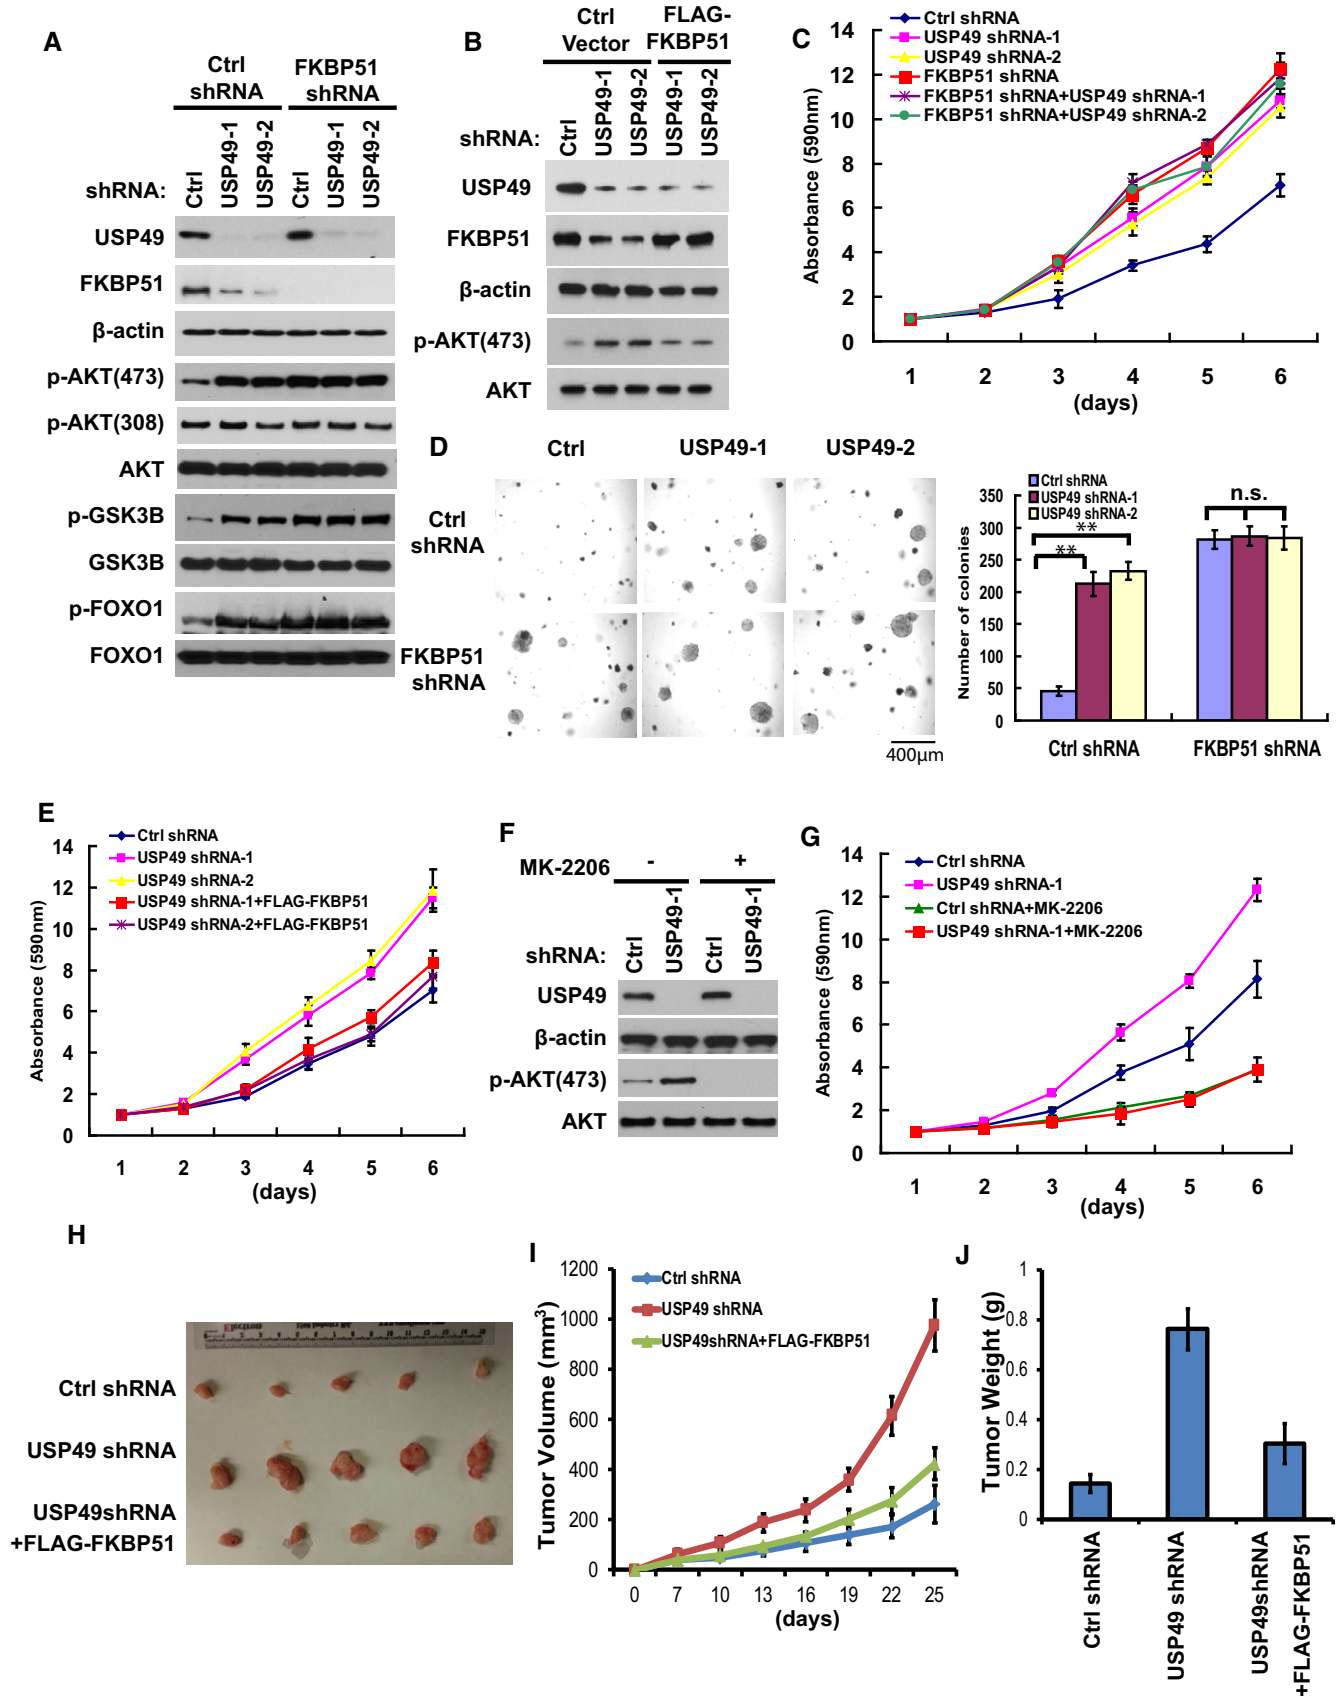 A
Ctrl shRNA
FKBP51 shRNA
shRNA:
Ctrl
USP49-1
USP49-2
Ctrl
USP49-1
USP49-2
USP49
FKBP51
β-actin
p-AKT(473)
p-AKT(308)
AKT
p-GSK3B
GSK3B
p-FOXO1
FOXO1
B
Ctrl Vector
FLAG-FKBP51
shRNA:
Ctrl
USP49-1
USP49-2
USP49-1
USP49-2
USP49
FKBP51
β-actin
p-AKT(473)
AKT
C
Ctrl shRNA
USP49 shRNA-1
USP49 shRNA-2
FKBP51 shRNA
FKBP51 shRNA+USP49 shRNA-1
FKBP51 shRNA+USP49 shRNA-2
Absorbance (590nm)
14
12
10
8
6
4
2
0
1 2 3 4 5 6
(days)
D
Ctrl USP49-1 USP49-2
Ctrl shRNA
FKBP51 shRNA
400μm
Ctrl shRNA
USP49 shRNA-1
USP49 shRNA-2
Number of colonies
350
300
250
200
150
100
50
0
**
**
n.s.
Ctrl shRNA FKBP51 shRNA
E
Ctrl shRNA
USP49 shRNA-1
USP49 shRNA-2
USP49 shRNA-1+FLAG-FKBP51
USP49 shRNA-2+FLAG-FKBP51
Absorbance (590nm)
14
12
10
8
6
4
2
0
1 2 3 4 5 6
(days)
F
MK-2206 - +
shRNA:
Ctrl
USP49-1
Ctrl
USP49-1
USP49
β-actin
p-AKT(473)
AKT
G
Ctrl shRNA
USP49 shRNA-1
Ctrl shRNA+MK-2206
USP49 shRNA-1+MK-2206
Absorbance (590nm)
14
12
10
8
6
4
2
0
1 2 3 4 5 6
(days)
H
Ctrl shRNA
USP49 shRNA
USP49shRNA
+FLAG-FKBP51
I
Ctrl shRNA
USP49 shRNA
USP49shRNA+FLAG-FKBP51
Tumor Volume (mm³)
1200
1000
800
600
400
200
0
0 7 10 13 16 19 22 25
(days)
J
Tumor Weight (g)
1
0.8
0.6
0.4
0.2
0
Ctrl shRNA
USP49 shRNA
USP49shRNA
+FLAG-FKBP51